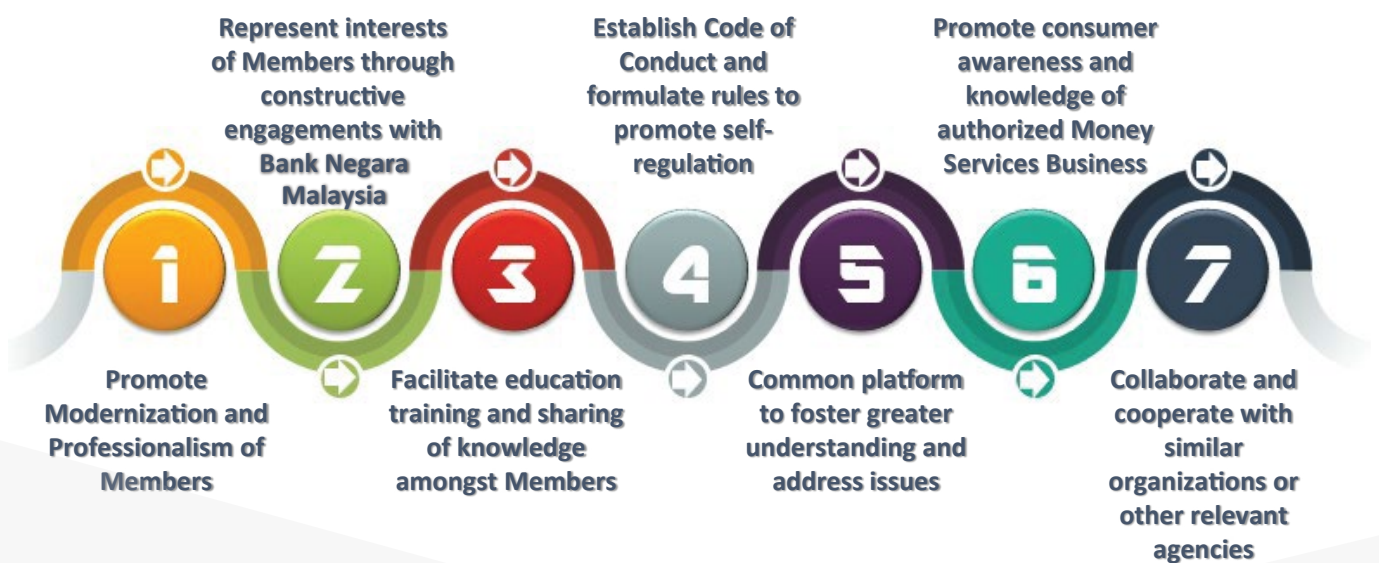 1
Promote
Modernization and
Professionalism of
Members
Represent interests
of Members through
constructive
engagements with
Bank Negara
Malaysia
2
3
Facilitate education
training and sharing
of knowledge
amongst Members
Establish Code of
Conduct and
formulate rules to
promote self-
regulation
4
5
Common platform
to foster greater
understanding and
address issues
Promote consumer
awareness and
knowledge of
authorized Money
Services Business
6
7
Collaborate and
cooperate with
similar
organizations or
other relevant
agencies